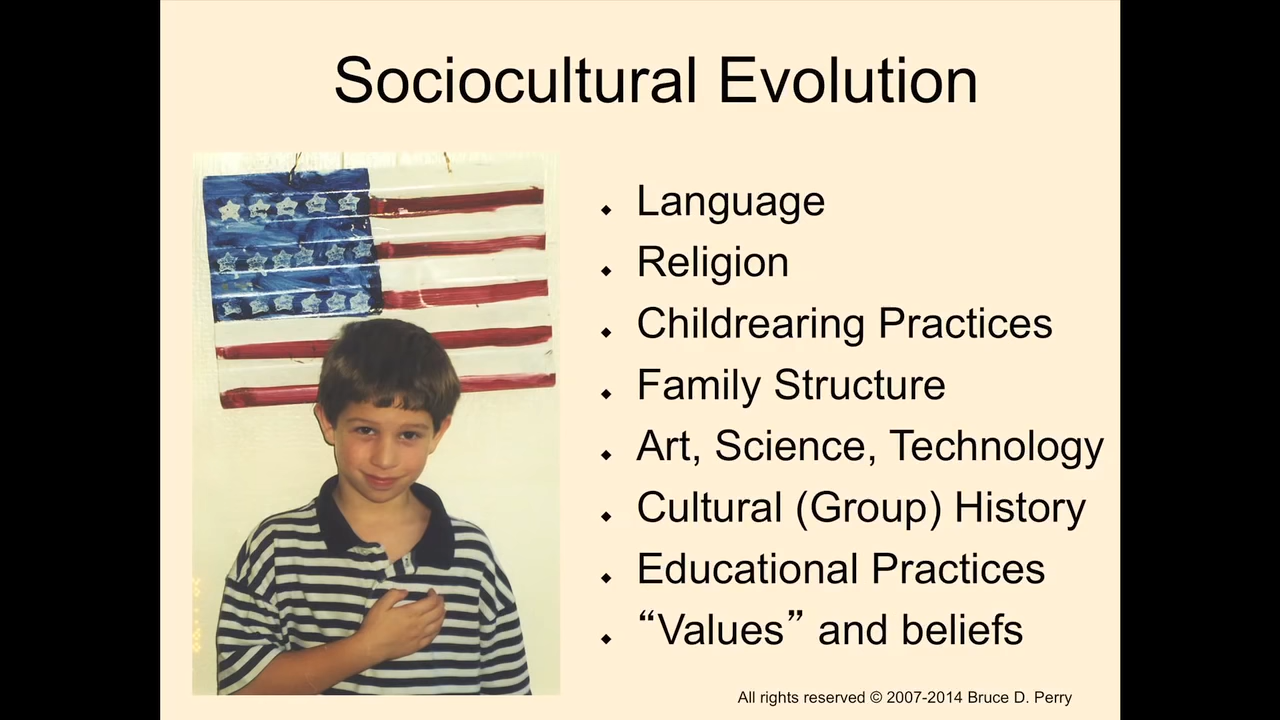 Sociocultural Evolution
Language
Religion
Childrearing Practices
Family Structure
Art, Science, Technology
Cultural (Group) History
Educational Practices
“Values” and beliefs
All rights reserved © 2007-2014 Bruce D. Perry